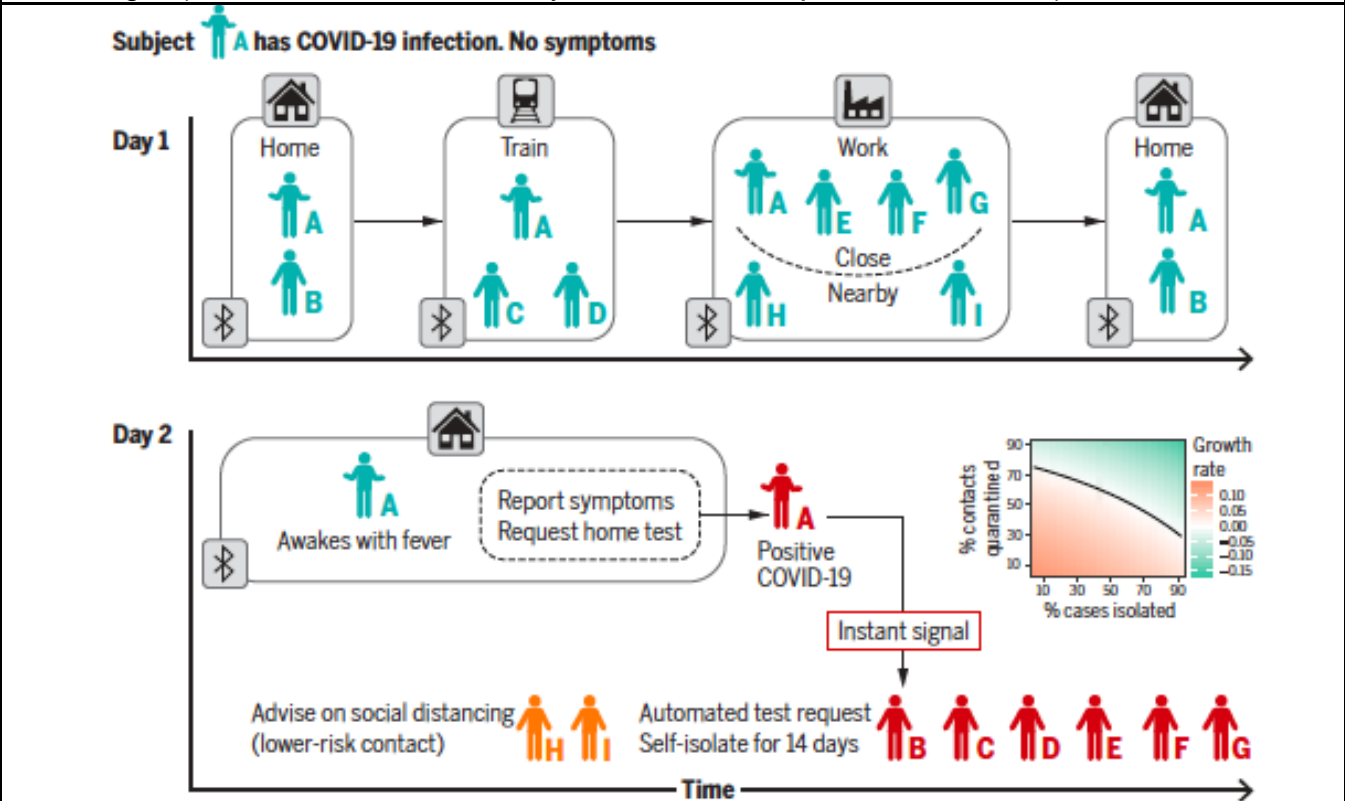 Subject A has COVID-19 infection. No symptoms
Day 1
Home
A
B
Train
A
C D
Work
A E F G
Close
Nearby
H I
Home
A
B
Day 2
A
Awakes with fever
Report symptoms
Request home test
A
Positive
COVID-19
Instant signal
% contacts
quarantined
90
70
50
30
10
10 30 50 70 90
% cases isolated
Growth
rate
0.10
0.05
0.00
-0.05
-0.10
-0.15
Advise on social distancing
(lower-risk contact)
H I
Automated test request
Self-isolate for 14 days
B C D E F G
Time